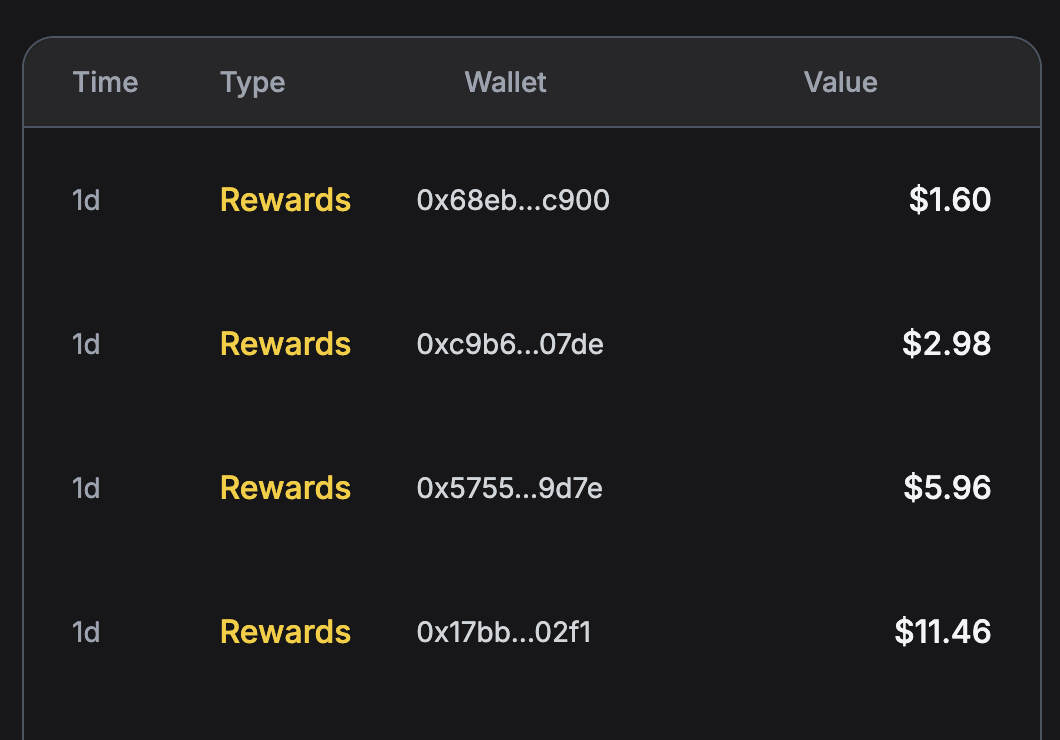 Time Type Wallet Value
1d Rewards 0x68eb...c900 $1.60
1d Rewards 0xc9b6...07de $2.98
1d Rewards 0x5755...9d7e $5.96
1d Rewards 0x17bb...02f1 $11.46